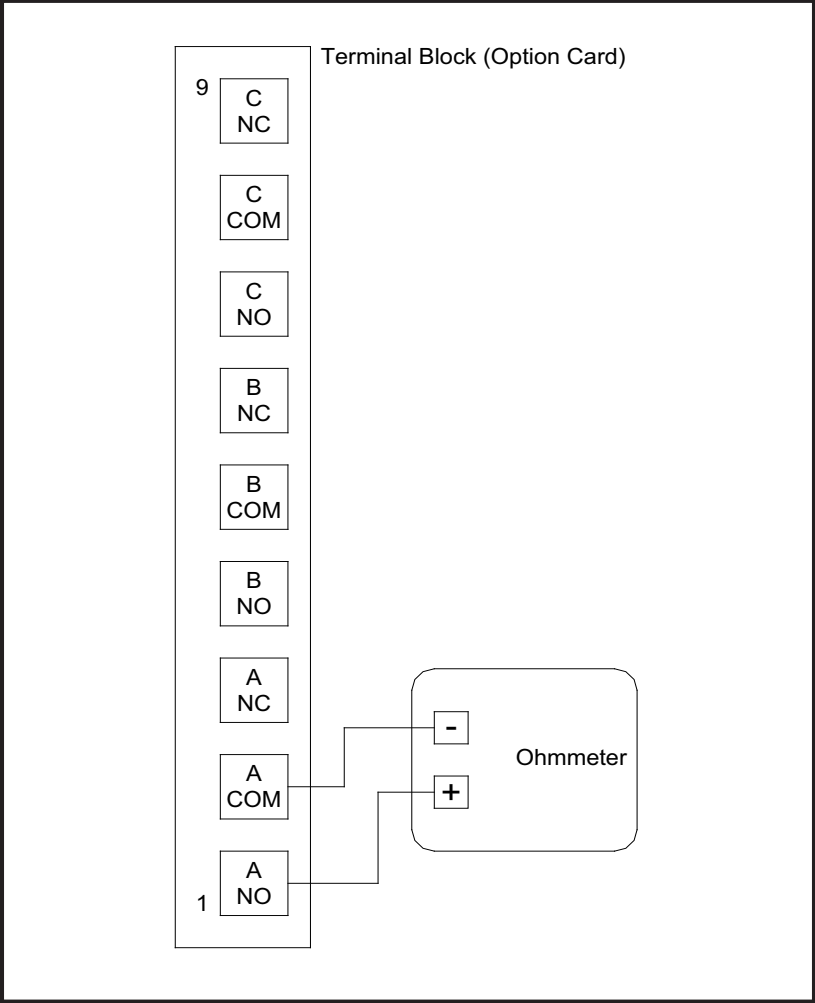 Terminal Block (Option Card)
9
C
NC
C
COM
C
NO
B
NC
B
COM
B
NO
A
NC
-
Ohmmeter
A
COM
+
A
NO
1